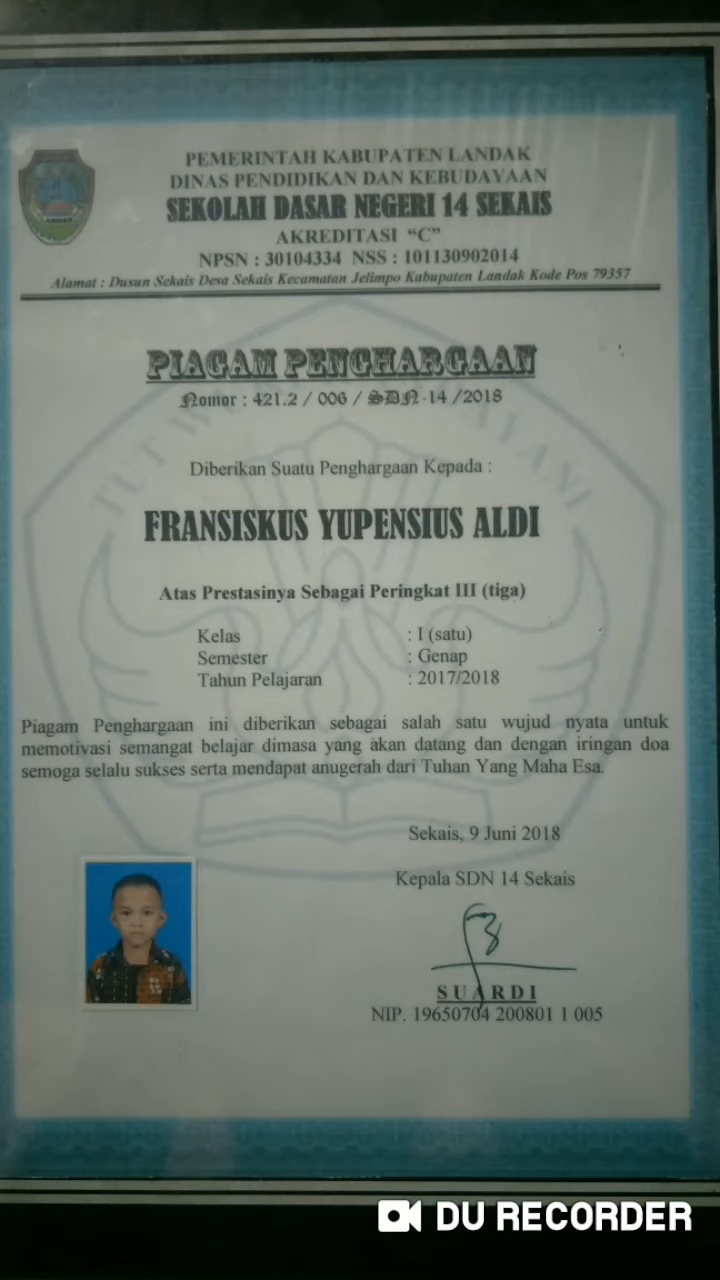 PEMERINTAH KABUPATEN LANDAK
DINAS PENDIDIKAN DAN KEBUDAYAAN
SEKOLAH DASAR NEGERI 14 SEKAIS
AKREDITASI “C”
NPSN : 30104334 NSS : 101130902014
Alamat : Dusun Sekais Desa Sekais Kecamatan Jelimpo Kabupaten Landak Kode Pos 79357
PIAGAM PENGHARGAAN
Nomor : 421.2 / 006 / SDN-14 /2018
Diberikan Suatu Penghargaan Kepada :
FRANSISKUS YUPENSIUS ALDI
Atas Prestasinya Sebagai Peringkat III (tiga)
Kelas : I (satu)
Semester : Genap
Tahun Pelajaran : 2017/2018
Piagam Penghargaan ini diberikan sebagai salah satu wujud nyata untuk
memotivasi semangat belajar dimasa yang akan datang dan dengan iringan doa
semoga selalu sukses serta mendapat anugerah dari Tuhan Yang Maha Esa.
Sekais, 9 Juni 2018
Kepala SDN 14 Sekais
SUARDI
NIP. 19650704 200801 1 005
DU RECORDER